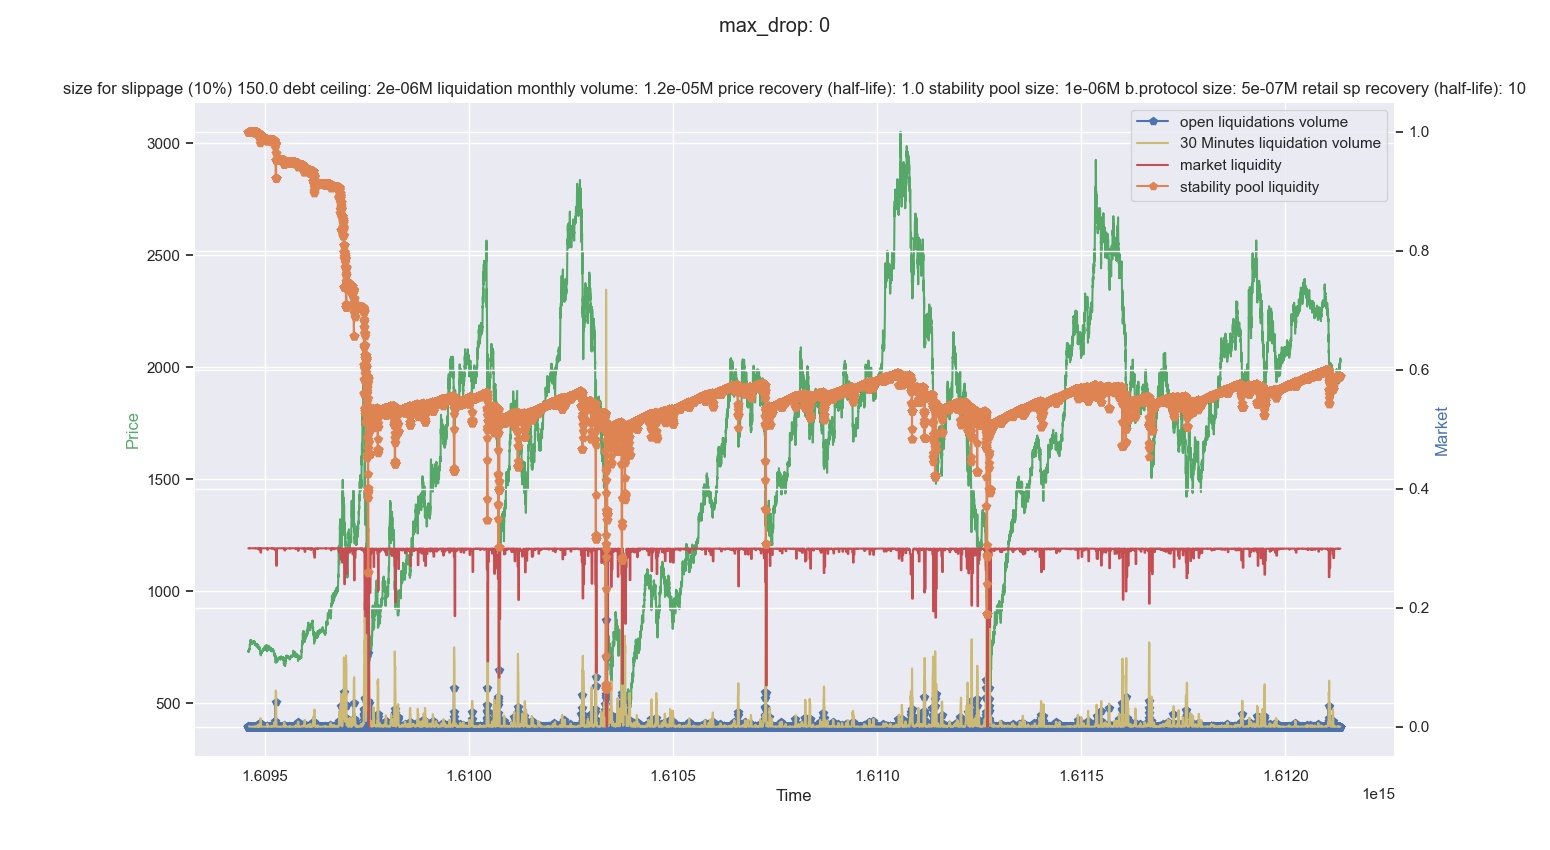 max_drop: 0
size for slippage (10%) 150.0 debt ceiling: 2e-06M liquidation monthly volume: 1.2e-05M price recovery (half-life): 1.0 stability pool size: 1e-06M b.protocol size: 5e-07M retail sp recovery (half-life): 10
open liquidations volume
30 Minutes liquidation volume
market liquidity
stability pool liquidity
3000
2500
2000
1500
1000
500
Price
1.0
0.8
0.6
0.4
0.2
0.0
Market
1.6095
1.6100
1.6105
1.6110
1.6115
1.6120
Time
1e15